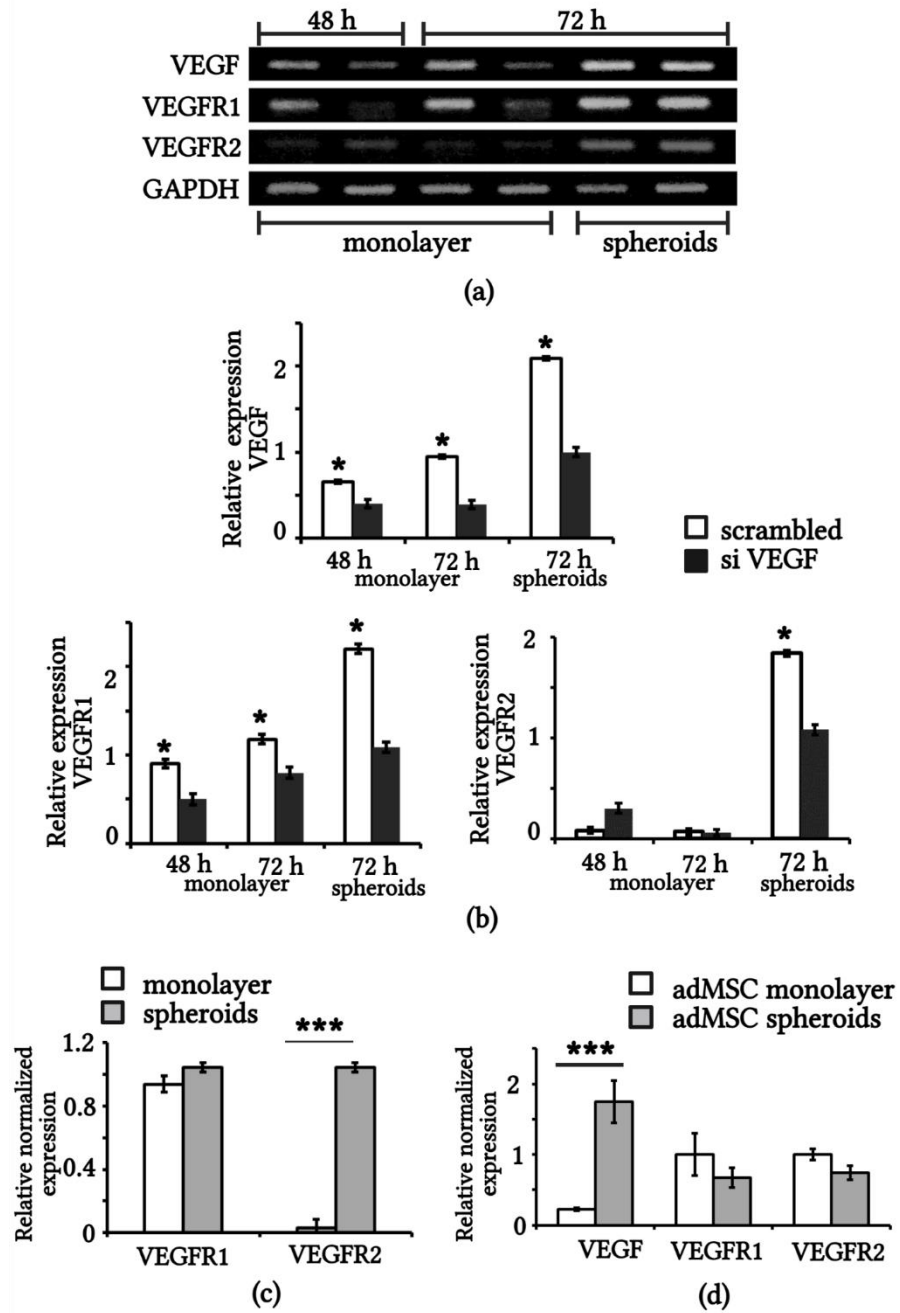 48 h 72 h
VEGF
VEGFR1
VEGFR2
GAPDH
monolayer spheroids
(a)
Relative expression
VEGF
2
1
0
*
*
*
48 h 72 h 72 h
monolayer spheroids
scrambled
si VEGF
Relative expression
VEGFR1
2
1
0
*
*
*
48 h 72 h 72 h
monolayer spheroids
Relative expression
VEGFR2
2
1
0
*
48 h 72 h 72 h
monolayer spheroids
(b)
monolayer
spheroids
Relative normalized
expression
1.2
0.8
0.4
0
***
VEGFR1 VEGFR2
(c)
adMSC monolayer
adMSC spheroids
Relative normalized
expression
2
1
0
***
VEGF VEGFR1 VEGFR2
(d)